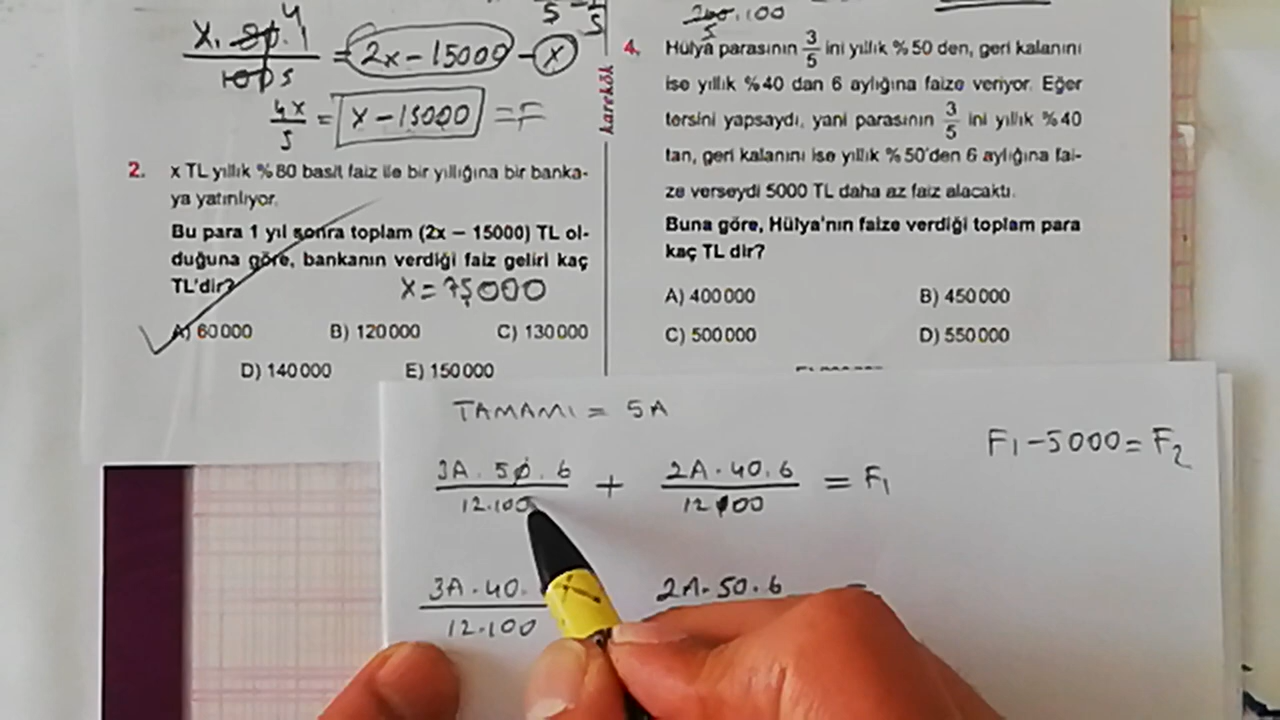 x. 80. 1 4
100 5
= 2x - 15000 - x
4x
5
= x - 15000 = F
2. x TL yıllık %80 basit faiz ile bir yıllığına bir banka-
ya yatırılıyor.
Bu para 1 yıl sonra toplam (2x – 15000) TL ol-
duğuna göre, bankanın verdiği faiz geliri kaç
TL'dir?
x = 75000
A) 60000 B) 120000 C) 130000
D) 140000 E) 150000
karekök
.100
5
4. Hülya parasının 3/5 ini yıllık %50 den, geri kalanını
ise yıllık %40 dan 6 aylığına faize veriyor. Eğer
tersini yapsaydı, yani parasının 3/5 ini yıllık %40
tan, geri kalanını ise yıllık %50'den 6 aylığına fai-
ze verseydi 5000 TL daha az faiz alacaktı.
Buna göre, Hülya'nın faize verdiği toplam para
kaç TL dir?
A) 400000 B) 450000
C) 500000 D) 550000
TAMAMI = 5A
F1 - 5000 = F2
3A. 50. 6 + 2A. 40. 6 = F1
12.100 12.100
3A. 40. 2A. 50. 6 =
12.100